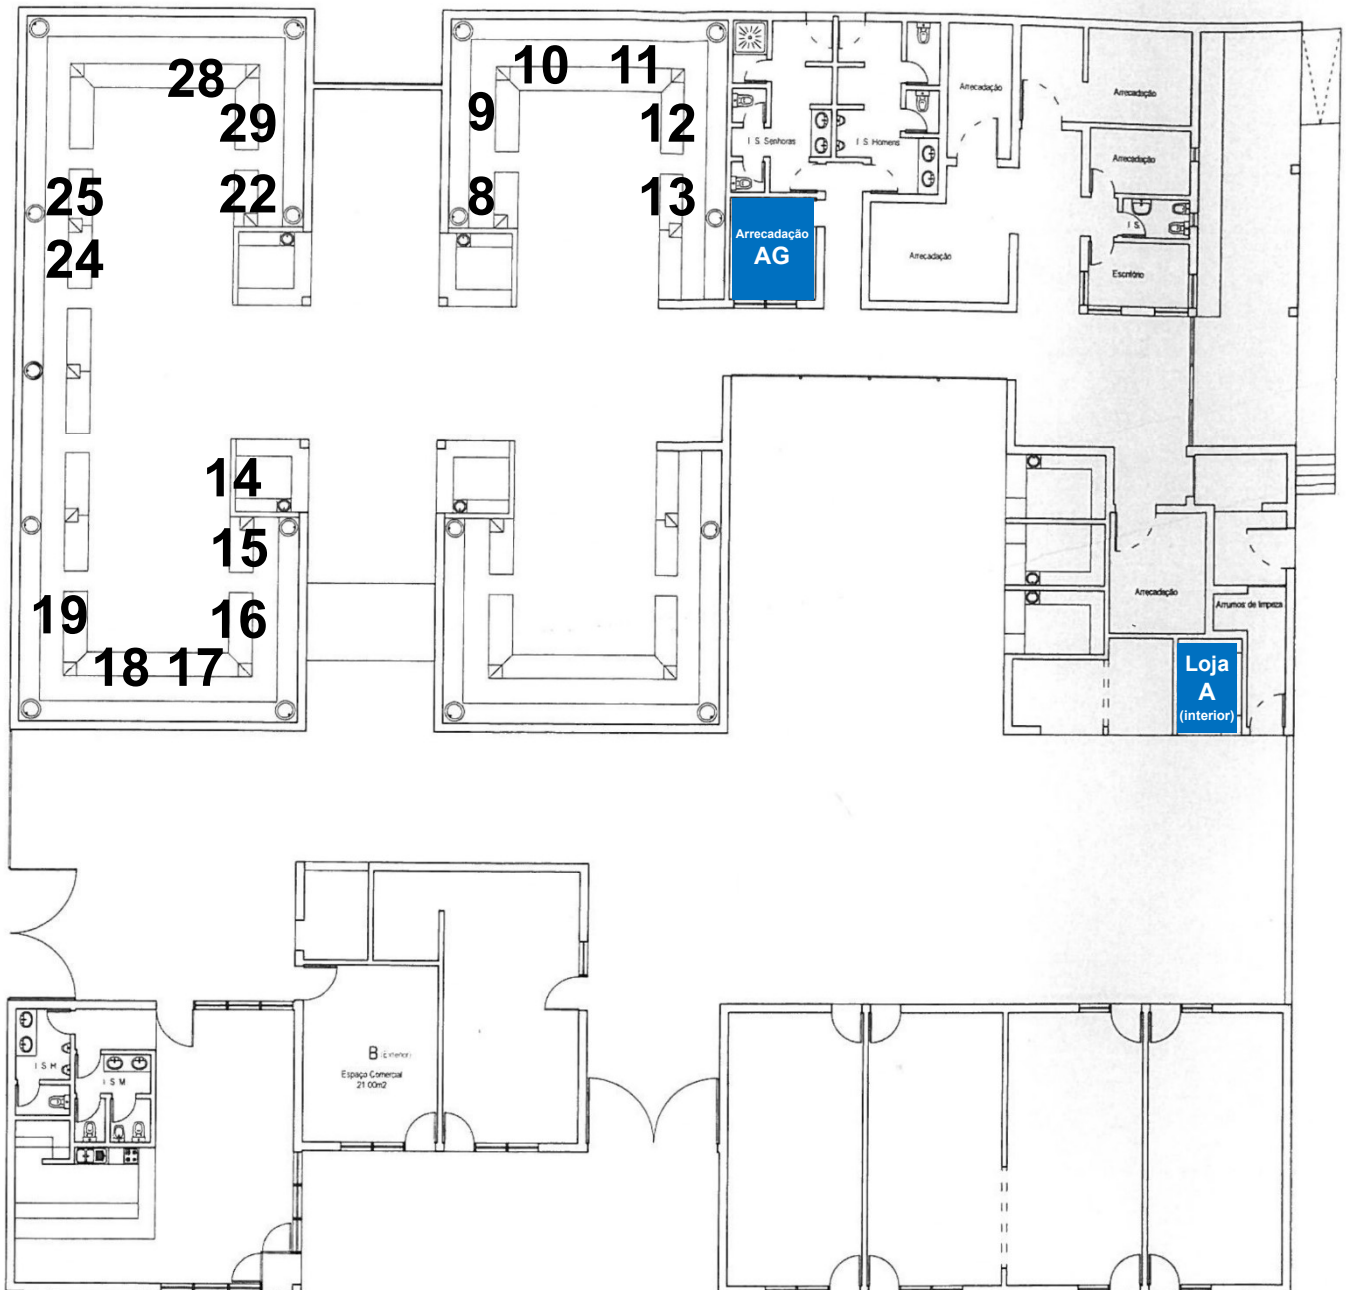 28
10
11
29
9
12
Arrecadação
Arrecadação
I S Senhoras
I S Homens
Arrecadação
25
22
8
13
24
Arrecadação
AG
I S
Arrecadação
Escritório
14
15
19
16
18
17
Arrecadação
Arrumos de limpeza
Loja
A
(interior)
B (Exterior)
Espaço Comercial
21.00m2
I S H
I S M